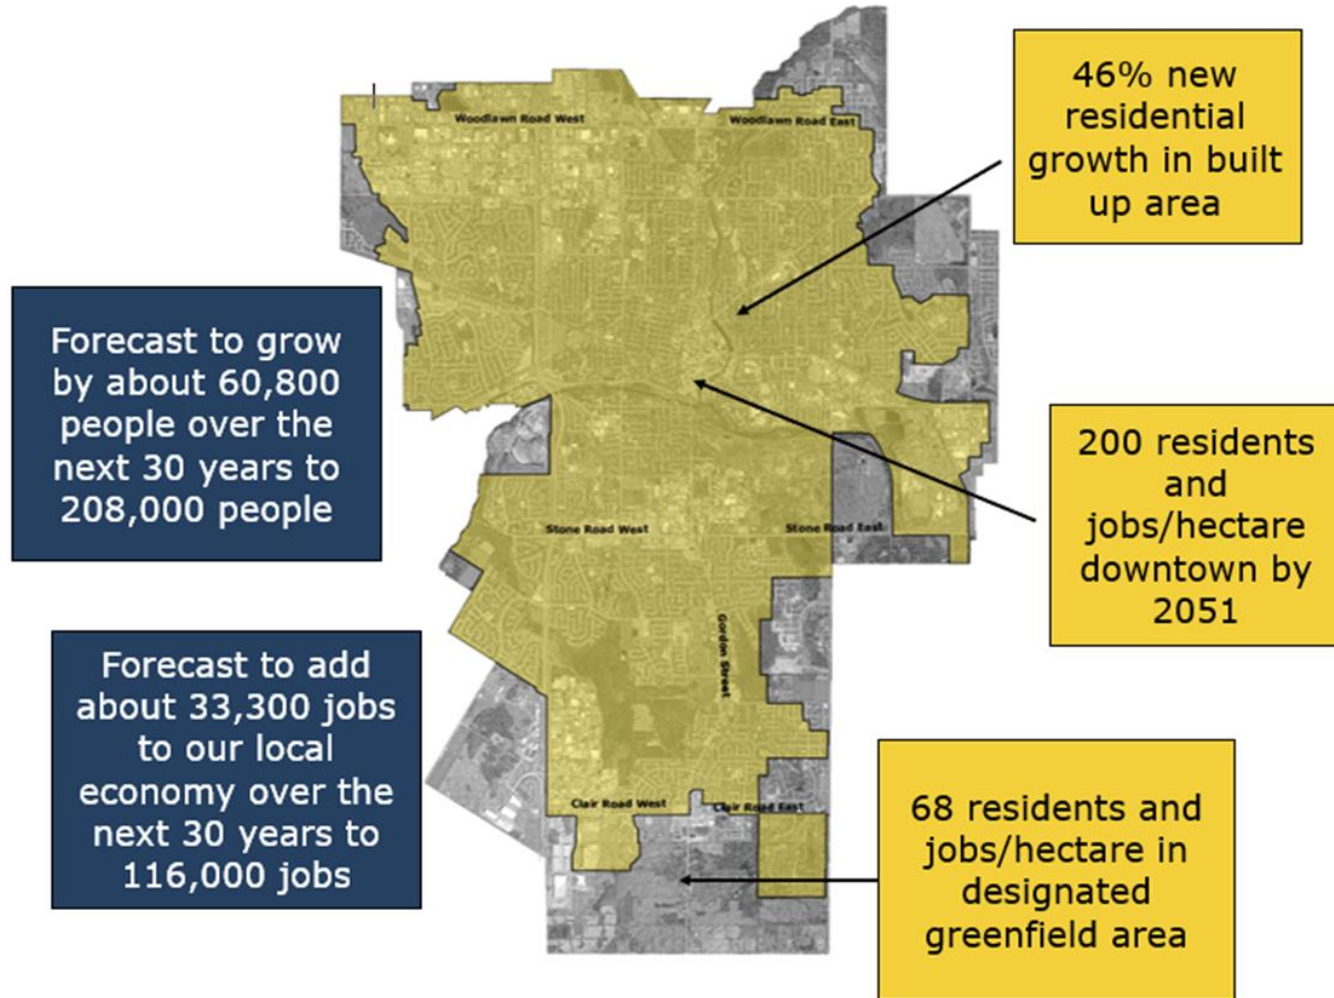 46% new
residential
growth in built
up area
Woodlawn Road West
Woodlawn Road East
Forecast to grow
by about 60,800
people over the
next 30 years to
208,000 people
200 residents
and
jobs/hectare
downtown by
2051
Stone Road West
Stone Road East
Gordon Street
Forecast to add
about 33,300 jobs
to our local
economy over the
next 30 years to
116,000 jobs
Clair Road West
Clair Road East
68 residents and
jobs/hectare in
designated
greenfield area